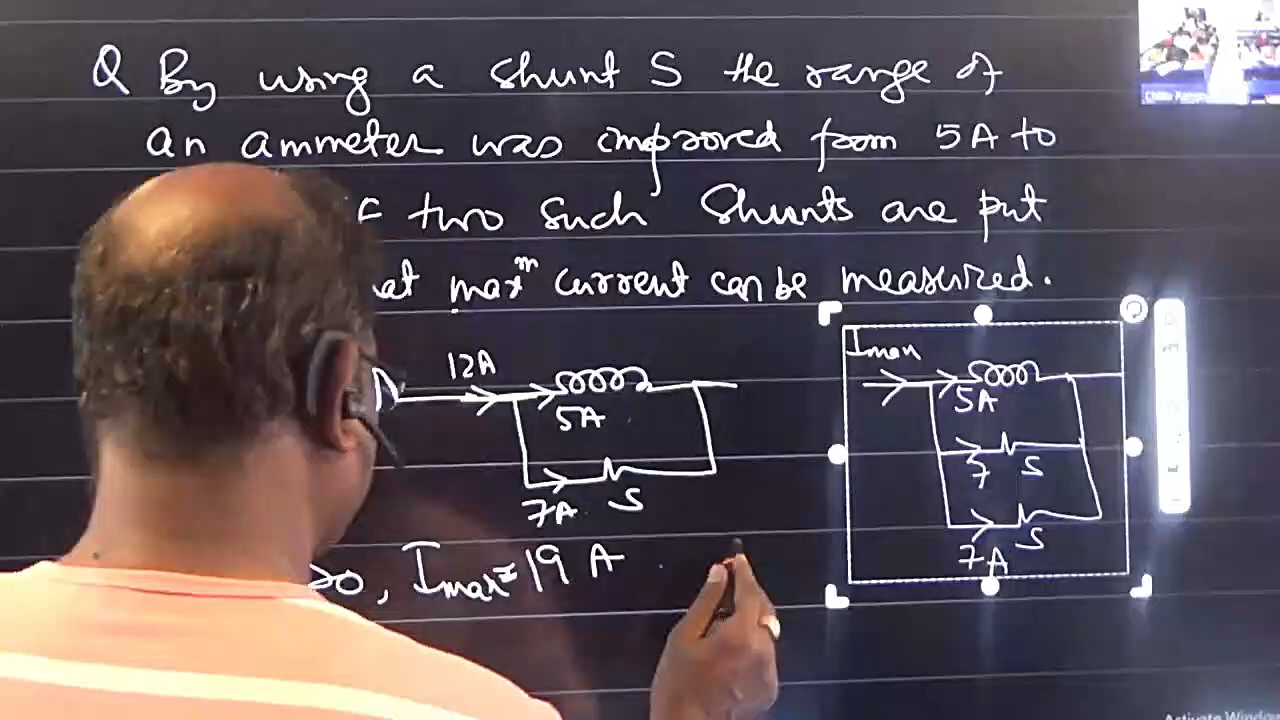 Q By using a shunt S the range of
an ammeter was improved from 5A to
two such Shunts are put
max^m current can be measured.
12A
5A
7A S
Imax
5A
7 S
7A S
, Imax = 19 A